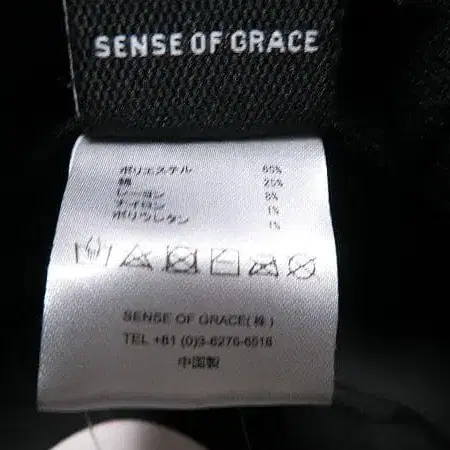 SENSE OF GRACE
ポリエステル 65%
綿 25%
レーヨン 8%
ナイロン 1%
ポリウレタン 1%
SENSE OF GRACE(株)
TEL +81 (0)3-6276-6518
中国製